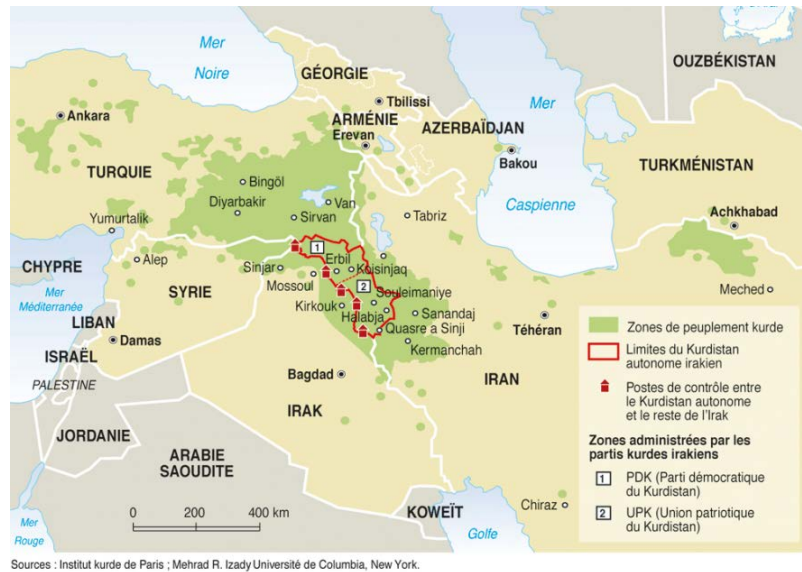 Mer
Noire
GÉORGIE
OUZBÉKISTAN
Tbilissi
Mer
Caspienne
Ankara
ARMÉNIE
Erevan
AZERBAÏDJAN
Bakou
TURKMÉNISTAN
TURQUIE
Bingöl
Diyarbakir
Van
Sirvan
Tabriz
Achkhabad
Yumurtalik
1
Erbil
Koisinjaq
CHYPRE
Alep
Sinjar
Mossoul
2
Souleimaniye
Meched
Mer
Méditerranée
SYRIE
Kirkouk
Halabja
Sanandaj
LIBAN
Damas
Quasre a Sinji
Téhéran
Kermanchah
ISRAËL
PALESTINE
Bagdad
IRAN
IRAK
JORDANIE
ARABIE
SAOUDITE
KOWEÏT
Chiraz
0 200 400 km
Mer
Rouge
Golfe
Zones de peuplement kurde
Limites du Kurdistan
autonome irakien
Postes de contrôle entre
le Kurdistan autonome
et le reste de l'Irak
Zones administrées par les
partis kurdes irakiens
1 PDK (Parti démocratique
du Kurdistan)
2 UPK (Union patriotique
du Kurdistan)
Sources : Institut kurde de Paris ; Mehrad R. Izady Université de Columbia, New York.